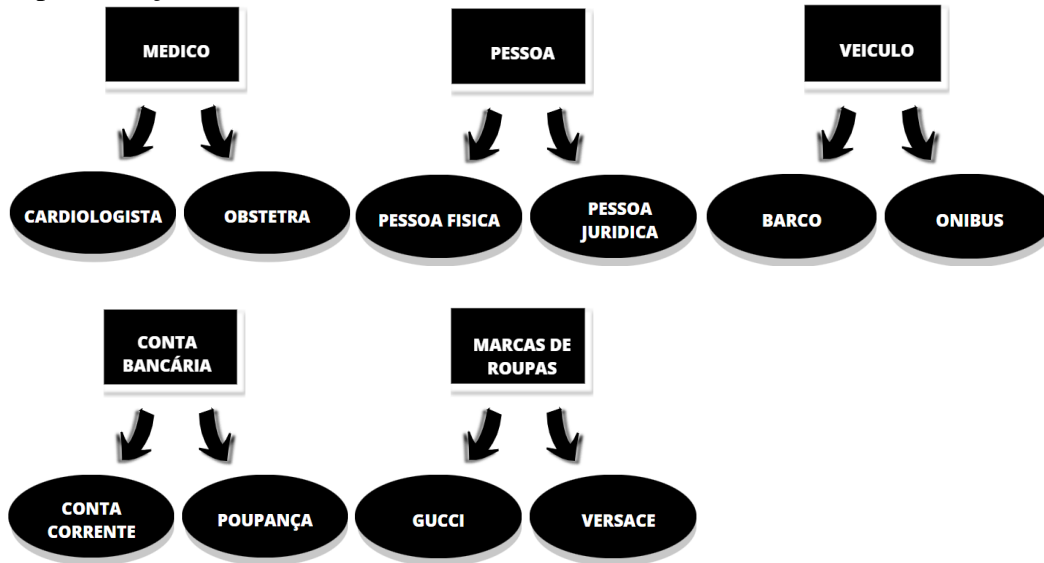 MEDICO
PESSOA
VEICULO
CARDIOLOGISTA
OBSTETRA
PESSOA FISICA
PESSOA
JURIDICA
BARCO
ONIBUS
CONTA
BANCÁRIA
MARCAS DE
ROUPAS
CONTA
CORRENTE
POUPANÇA
GUCCI
VERSACE